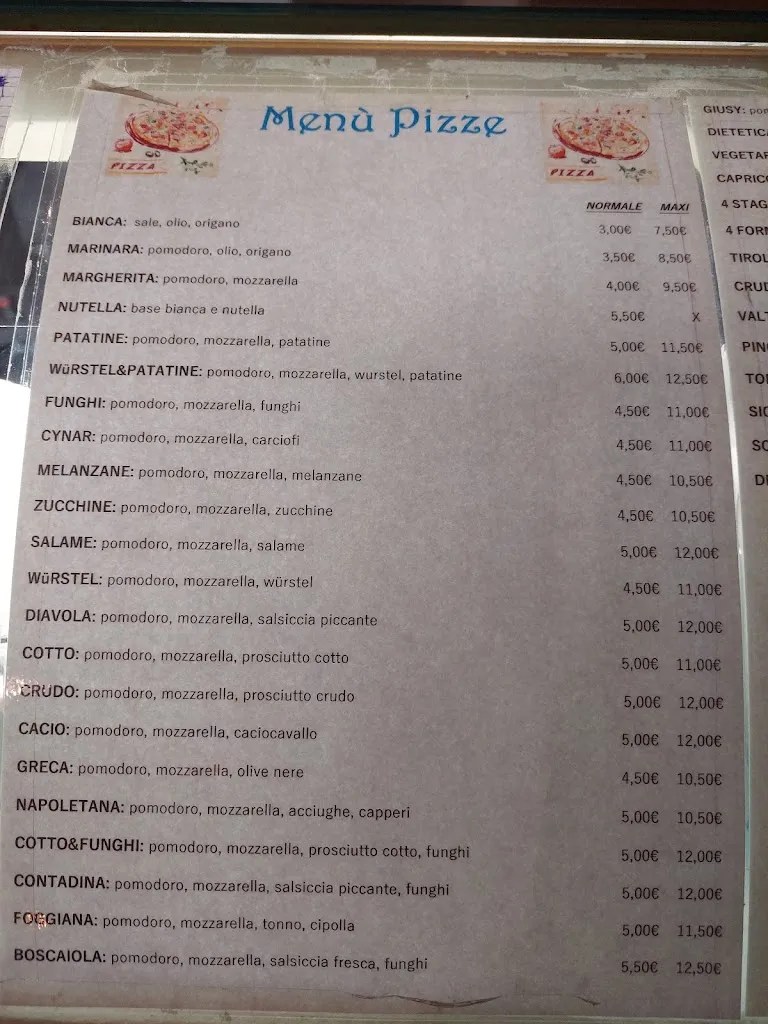 Menù Pizze
PIZZA
PIZZA
NORMALE MAXI
BIANCA: sale, olio, origano 3,00€ 7,50€
MARINARA: pomodoro, olio, origano 3,50€ 8,50€
MARGHERITA: pomodoro, mozzarella 4,00€ 9,50€
NUTELLA: base bianca e nutella 5,50€ X
PATATINE: pomodoro, mozzarella, patatine 5,00€ 11,50€
WüRSTEL&PATATINE: pomodoro, mozzarella, wurstel, patatine 6,00€ 12,50€
FUNGHI: pomodoro, mozzarella, funghi 4,50€ 11,00€
CYNAR: pomodoro, mozzarella, carciofi 4,50€ 11,00€
MELANZANE: pomodoro, mozzarella, melanzane 4,50€ 10,50€
ZUCCHINE: pomodoro, mozzarella, zucchine 4,50€ 10,50€
SALAME: pomodoro, mozzarella, salame 5,00€ 12,00€
WüRSTEL: pomodoro, mozzarella, würstel 4,50€ 11,00€
DIAVOLA: pomodoro, mozzarella, salsiccia piccante 5,00€ 12,00€
COTTO: pomodoro, mozzarella, prosciutto cotto 5,00€ 11,00€
CRUDO: pomodoro, mozzarella, prosciutto crudo 5,00€ 12,00€
CACIO: pomodoro, mozzarella, caciocavallo 5,00€ 12,00€
GRECA: pomodoro, mozzarella, olive nere 4,50€ 10,50€
NAPOLETANA: pomodoro, mozzarella, acciughe, capperi 5,00€ 10,50€
COTTO&FUNGHI: pomodoro, mozzarella, prosciutto cotto, funghi 5,00€ 12,00€
CONTADINA: pomodoro, mozzarella, salsiccia piccante, funghi 5,00€ 12,00€
FOGGIANA: pomodoro, mozzarella, tonno, cipolla 5,00€ 11,50€
BOSCAIOLA: pomodoro, mozzarella, salsiccia fresca, funghi 5,50€ 12,50€
GIUSY:
4
4